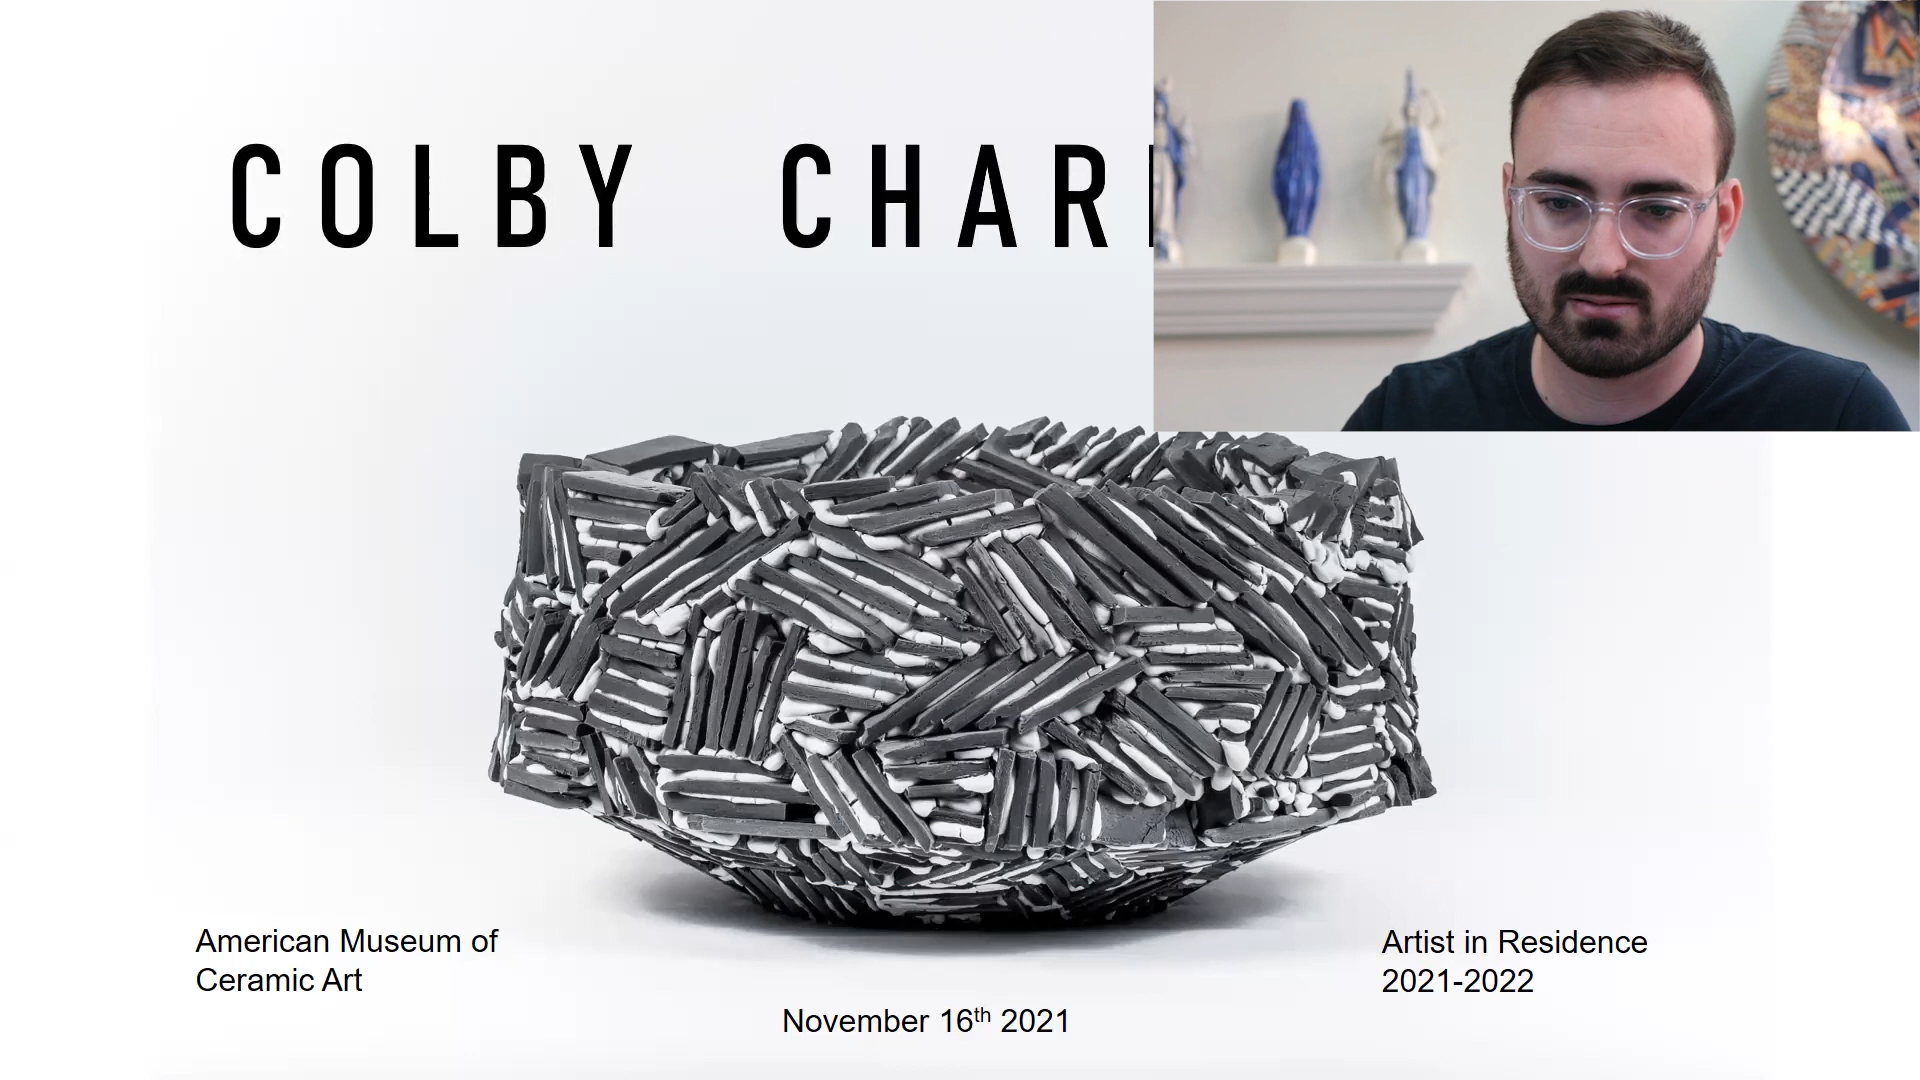 COLBY CHAR
American Museum of
Ceramic Art
Artist in Residence
2021-2022
November 16th 2021